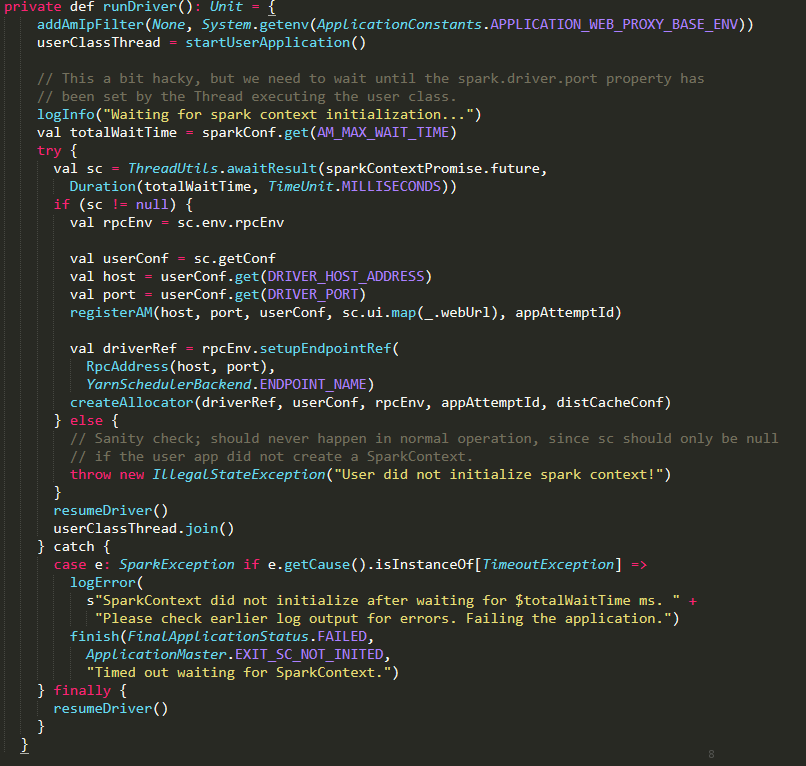 private def runDriver(): Unit = {
addAmIpFilter(None, System.getenv(ApplicationConstants.APPLICATION_WEB_PROXY_BASE_ENV))
userClassThread = startUserApplication()
// This a bit hacky, but we need to wait until the spark.driver.port property has
// been set by the Thread executing the user class.
logInfo("Waiting for spark context initialization...")
val totalWaitTime = sparkConf.get(AM_MAX_WAIT_TIME)
try {
val sc = ThreadUtils.awaitResult(sparkContextPromise.future,
Duration(totalWaitTime, TimeUnit.MILLISECONDS))
if (sc != null) {
val rpcEnv = sc.env.rpcEnv
val userConf = sc.getConf
val host = userConf.get(DRIVER_HOST_ADDRESS)
val port = userConf.get(DRIVER_PORT)
registerAM(host, port, userConf, sc.ui.map(_.webUrl), appAttemptId)
val driverRef = rpcEnv.setupEndpointRef(
RpcAddress(host, port),
YarnSchedulerBackend.ENDPOINT_NAME)
createAllocator(driverRef, userConf, rpcEnv, appAttemptId, distCacheConf)
} else {
// Sanity check; should never happen in normal operation, since sc should only be null
// if the user app did not create a SparkContext.
throw new IllegalStateException("User did not initialize spark context!")
}
resumeDriver()
userClassThread.join()
} catch {
case e: SparkException if e.getCause().isInstanceOf[TimeoutException] =>
logError(
s"SparkContext did not initialize after waiting for $totalWaitTime ms. " +
"Please check earlier log output for errors. Failing the application.")
finish(FinalApplicationStatus.FAILED,
ApplicationMaster.EXIT_SC_NOT_INITED,
"Timed out waiting for SparkContext.")
} finally {
resumeDriver()
}
}
8